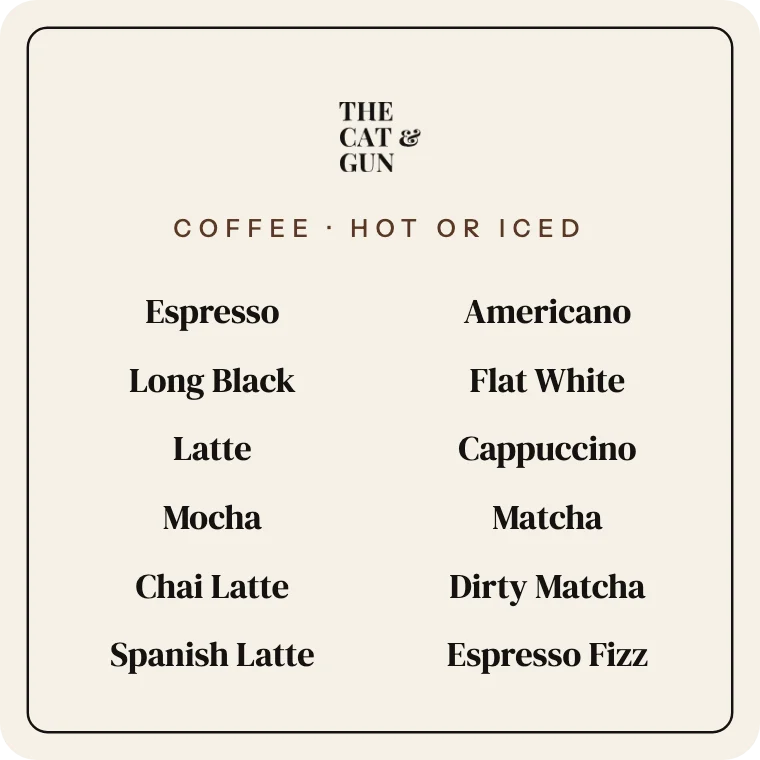 THE
CAT &
GUN
COFFEE · HOT OR ICED
Espresso
Americano
Long Black
Flat White
Latte
Cappuccino
Mocha
Matcha
Chai Latte
Dirty Matcha
Spanish Latte
Espresso Fizz